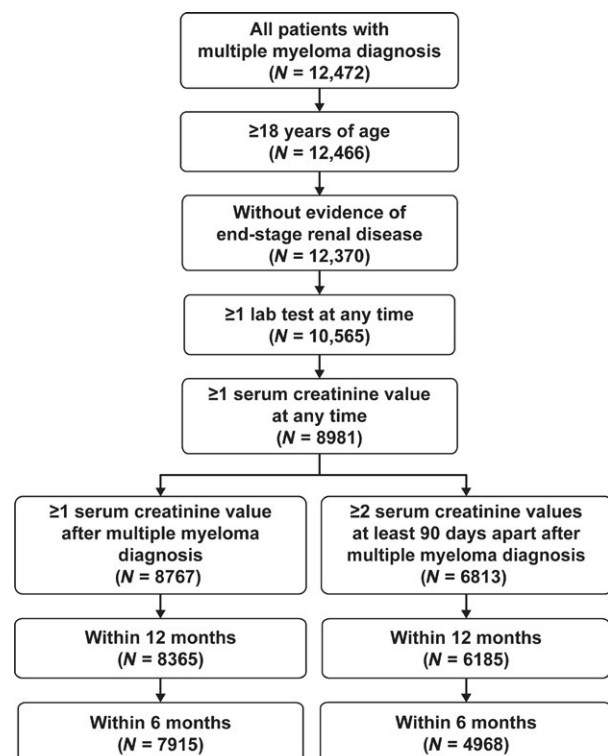 All patients with
multiple myeloma diagnosis
(N = 12,472)
≥18 years of age
(N = 12,466)
Without evidence of
end-stage renal disease
(N = 12,370)
≥1 lab test at any time
(N = 10,565)
≥1 serum creatinine value
at any time
(N = 8981)
≥1 serum creatinine value
after multiple myeloma
diagnosis
(N = 8767)
≥2 serum creatinine values
at least 90 days apart after
multiple myeloma diagnosis
(N = 6813)
Within 12 months
(N = 8365)
Within 12 months
(N = 6185)
Within 6 months
(N = 7915)
Within 6 months
(N = 4968)